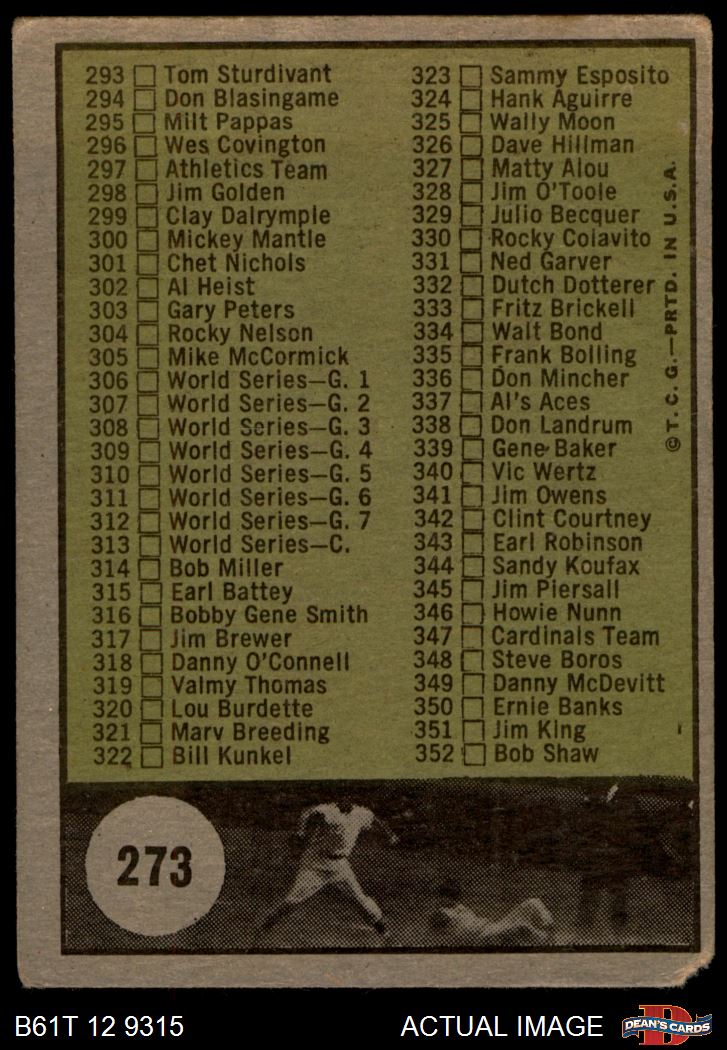 293 Tom Sturdivant
294 Don Blasingame
295 Milt Pappas
296 Wes Covington
297 Athletics Team
298 Jim Golden
299 Clay Dalrymple
300 Mickey Mantle
301 Chet Nichols
302 Al Heist
303 Gary Peters
304 Rocky Nelson
305 Mike McCormick
306 World Series—G. 1
307 World Series—G. 2
308 World Series—G. 3
309 World Series—G. 4
310 World Series—G. 5
311 World Series—G. 6
312 World Series—G. 7
313 World Series—C.
314 Bob Miller
315 Earl Battey
316 Bobby Gene Smith
317 Jim Brewer
318 Danny O'Connell
319 Valmy Thomas
320 Lou Burdette
321 Marv Breeding
322 Bill Kunkel
323 Sammy Esposito
324 Hank Aguirre
325 Wally Moon
326 Dave Hillman
327 Matty Alou
328 Jim O'Toole
329 Julio Becquer
330 Rocky Colavito
331 Ned Garver
332 Dutch Dotterer
333 Fritz Brickell
334 Walt Bond
335 Frank Bolling
336 Don Mincher
337 Al's Aces
338 Don Landrum
339 Gene Baker
340 Vic Wertz
341 Jim Owens
342 Clint Courtney
343 Earl Robinson
344 Sandy Koufax
345 Jim Piersall
346 Howie Nunn
347 Cardinals Team
348 Steve Boros
349 Danny McDevitt
350 Ernie Banks
351 Jim King
352 Bob Shaw
© T. C. G.—PRTD. IN U.S.A.
273
B61T 12 9315
ACTUAL IMAGE
D
DEAN'S CARDS